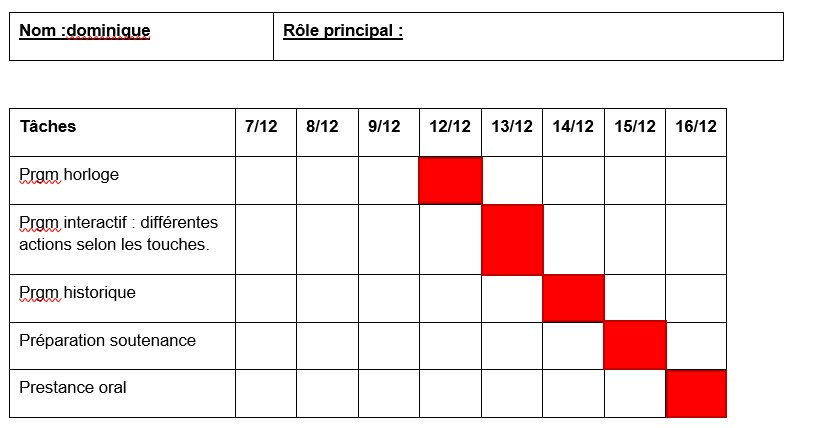 Nom :dominique
Rôle principal :
Tâches 7/12 8/12 9/12 12/12 13/12 14/12 15/12 16/12
Prgm horloge
Prgm interactif : différentes
actions selon les touches.
Prgm historique
Préparation soutenance
Prestance oral